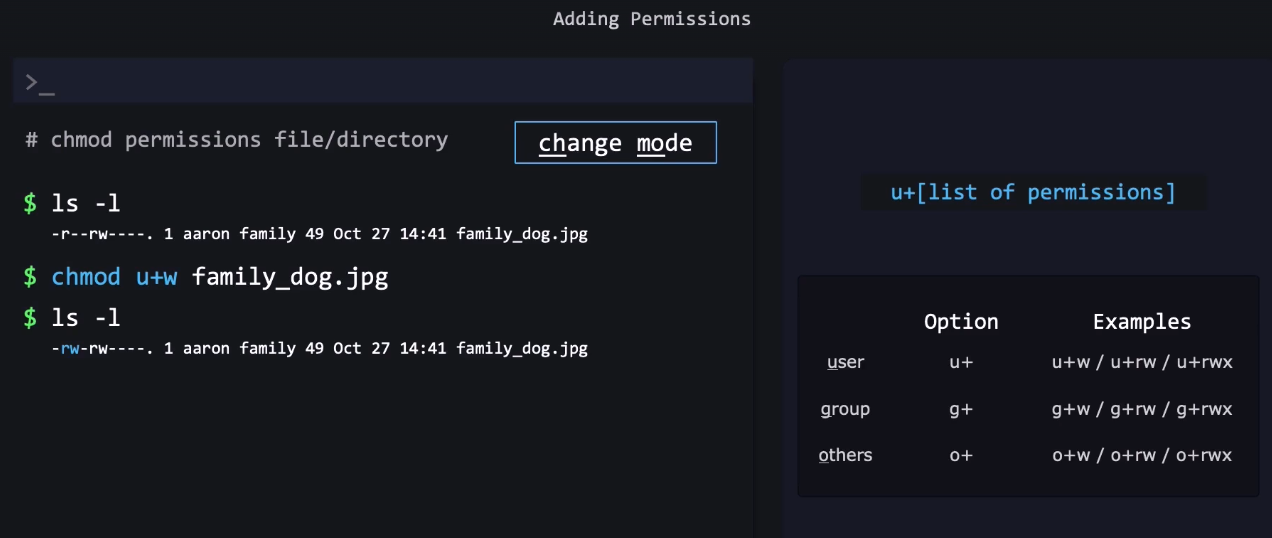 Adding Permissions
>_
# chmod permissions file/directory
change mode
$ ls -l
-r--rw----. 1 aaron family 49 Oct 27 14:41 family_dog.jpg
$ chmod u+w family_dog.jpg
$ ls -l
-rw-rw----. 1 aaron family 49 Oct 27 14:41 family_dog.jpg
u+[list of permissions]
Option Examples
user u+ u+w / u+rw / u+rwx
group g+ g+w / g+rw / g+rwx
others o+ o+w / o+rw / o+rwx